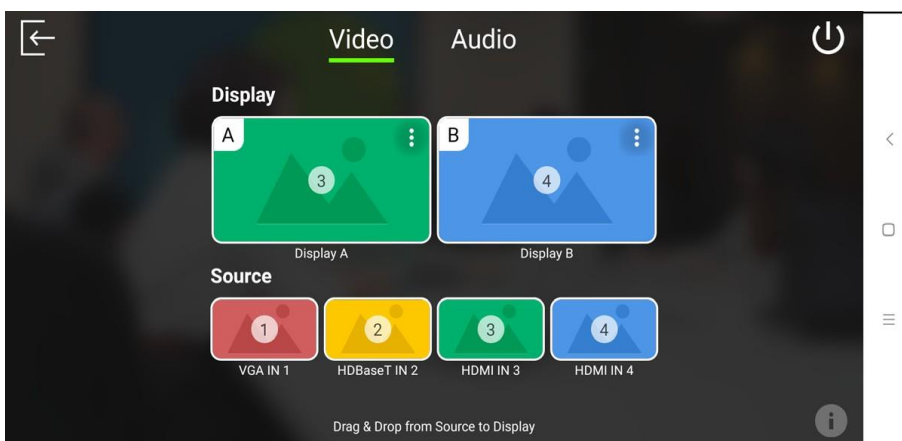 Video Audio
Display
A B
3 4
Display A Display B
Source
1 2 3 4
VGA IN 1 HDBaseT IN 2 HDMI IN 3 HDMI IN 4
Drag & Drop from Source to Display
i